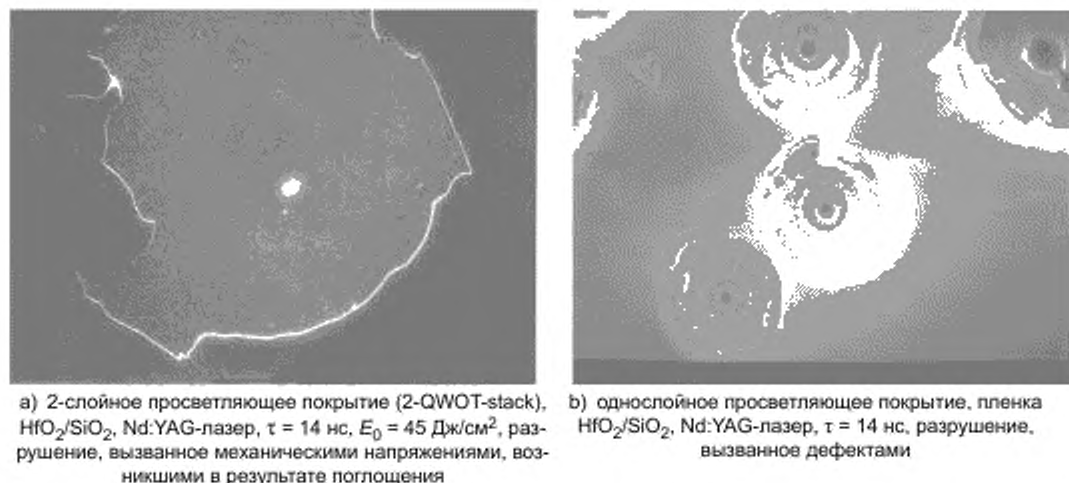 a) 2-слойное просветляющее покрытие (2-QWOT-stack),
HfO₂/SiO₂, Nd:YAG-лазер, τ = 14 нс, E₀ = 45 Дж/см², раз-
рушение, вызванное механическими напряжениями, воз-
никшими в результате поглощения
b) однослойное просветляющее покрытие, пленка
HfO₂/SiO₂, Nd:YAG-лазер, τ = 14 нс, разрушение,
вызванное дефектами